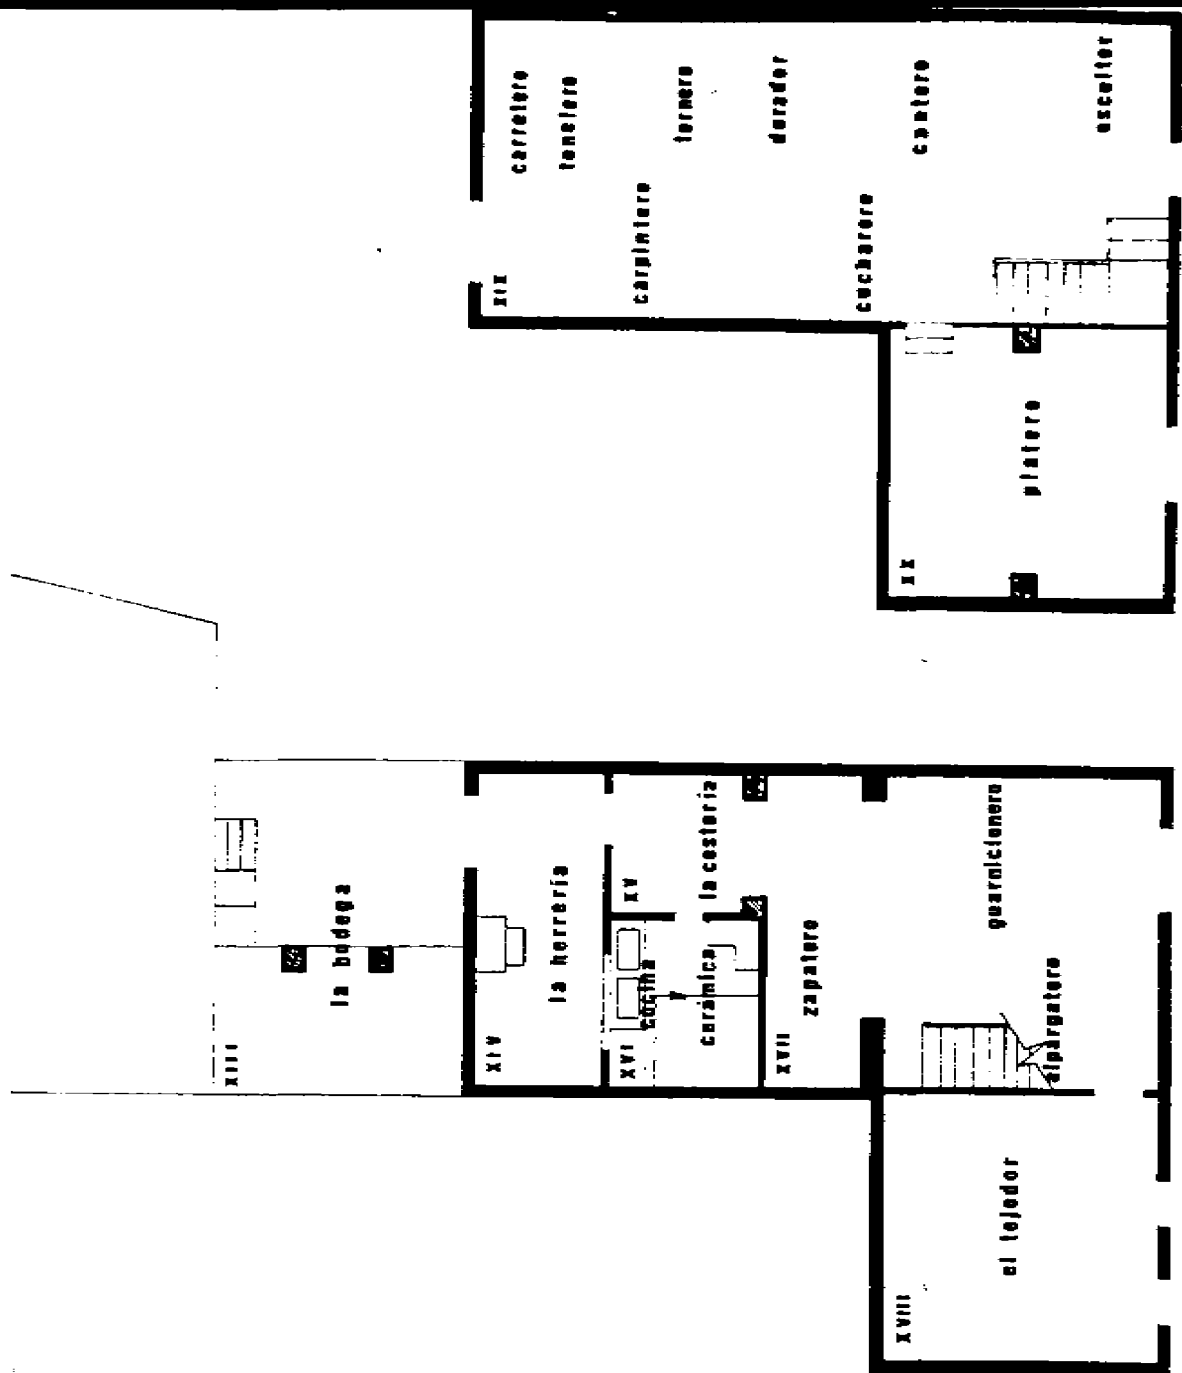 XIII
la bodega
XIV
la herrería
XV
la cestería
XVI
cocina
cerámica
XVII
zapatero
guarnicionero
alpargatero
XVIII
el tejedor
XIX
carretero
tonelero
carpintero
tornero
dorador
cucharero
cantero
escultor
XX
platero